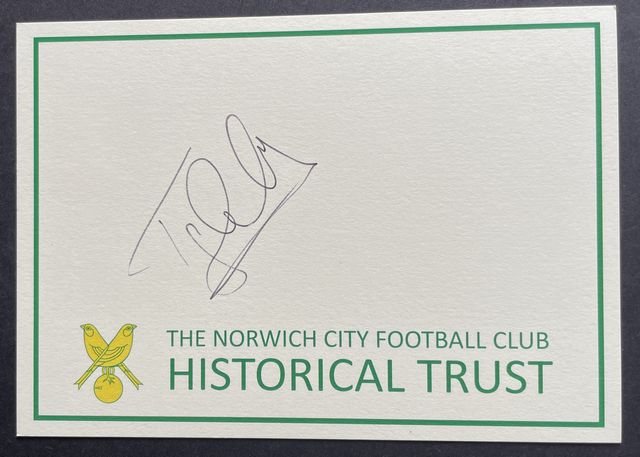 THE NORWICH CITY FOOTBALL CLUB
HISTORICAL TRUST